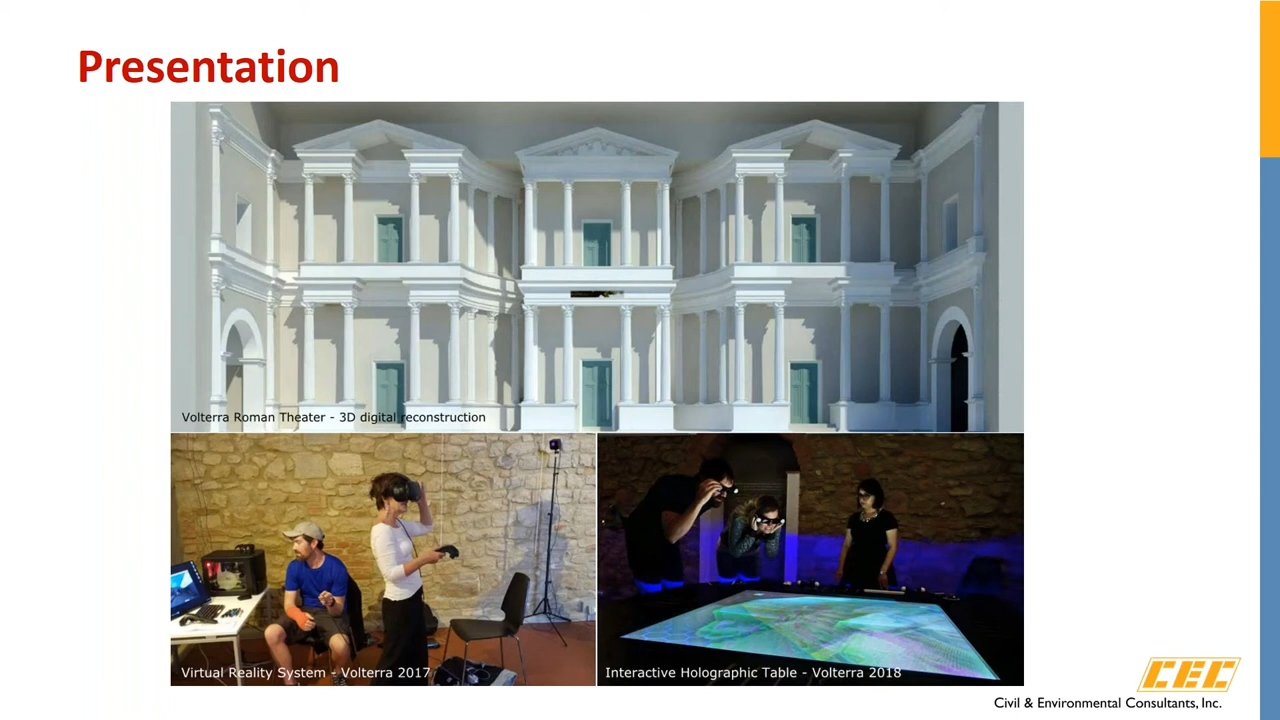 Presentation
Volterra Roman Theater - 3D digital reconstruction
Virtual Reality System - Volterra 2017
Interactive Holographic Table - Volterra 2018
CEC
Civil & Environmental Consultants, Inc.